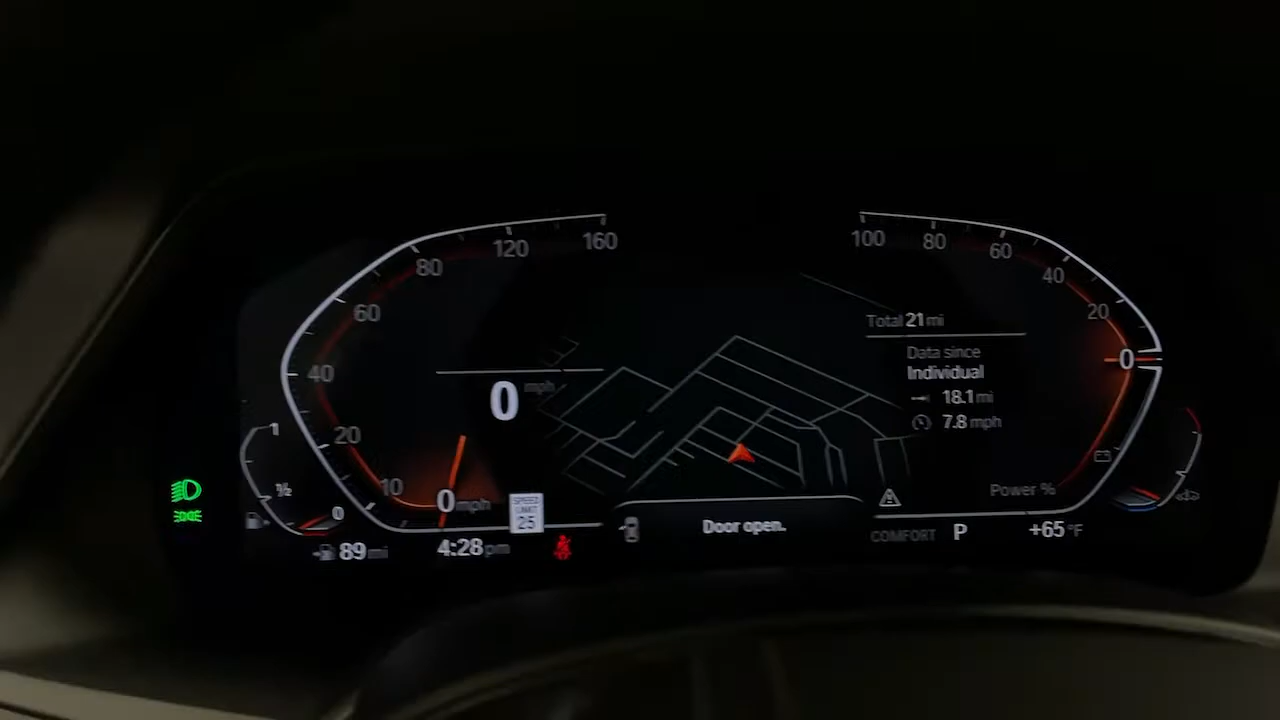 160
120
80
60
40
20
10
0 mph
0 mph
SPEED
LIMIT
25
1
1/2
0
89 mi
4:28 pm
Door open.
100
80
60
40
20
0
Total 21 mi
Data since
Individual
18.1 mi
7.8 mph
Power %
COMFORT
P
+65 °F